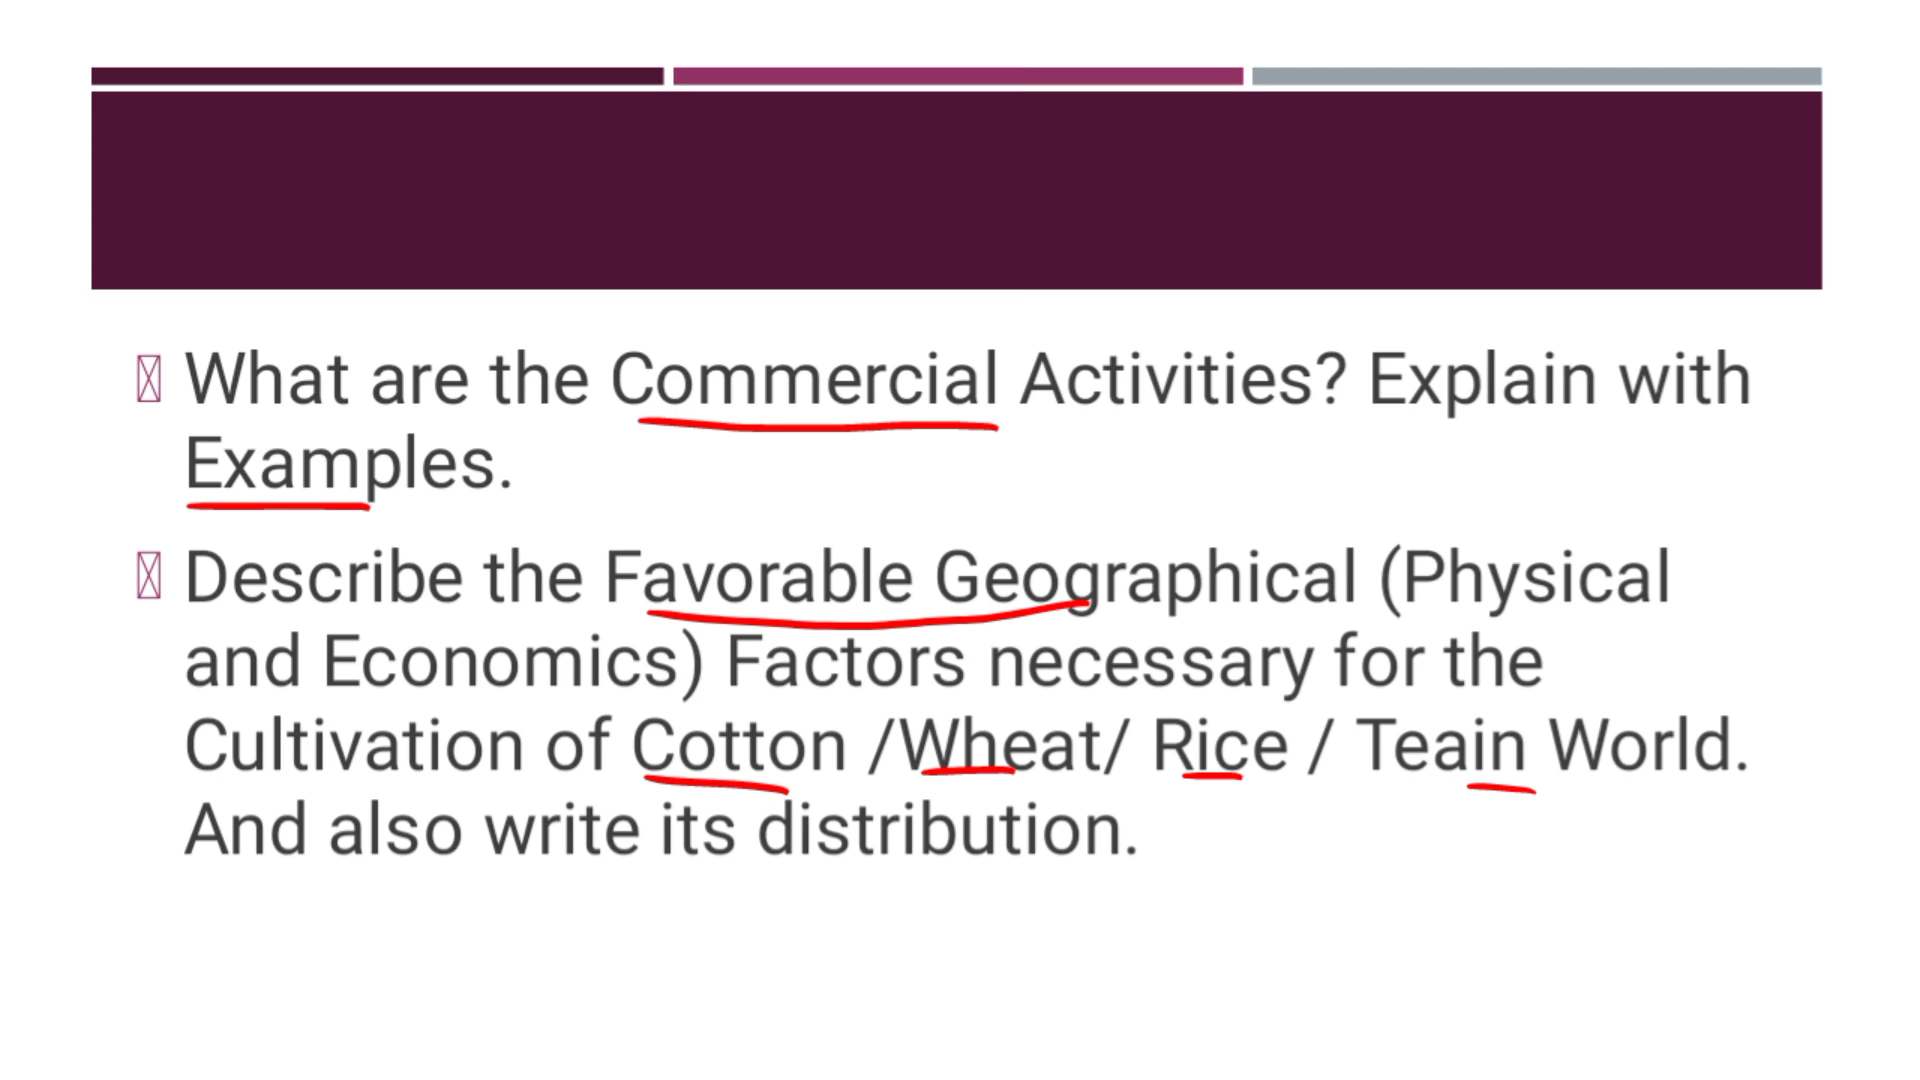 What are the Commercial Activities? Explain with
Examples.
Describe the Favorable Geographical (Physical
and Economics) Factors necessary for the
Cultivation of Cotton /Wheat/ Rice / Teain World.
And also write its distribution.